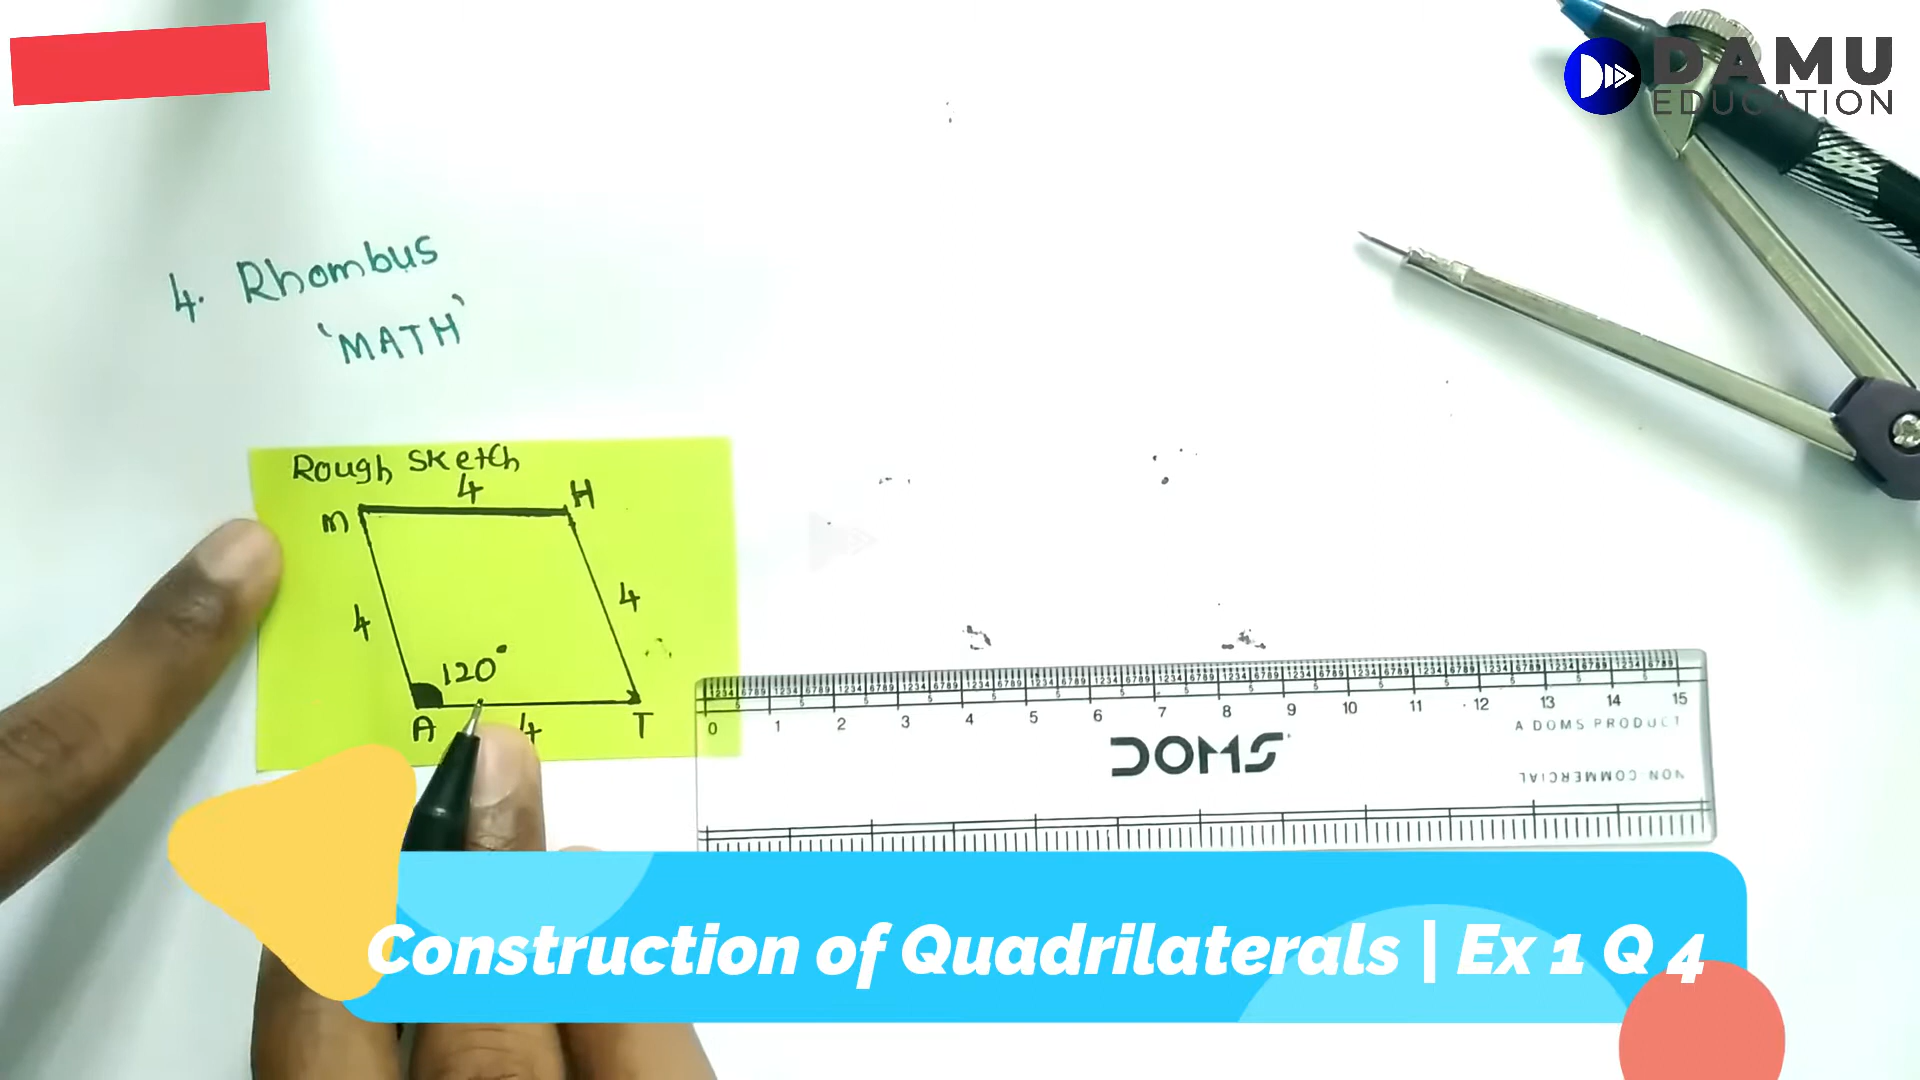 DAMU
EDUCATION
4. Rhombus
'MATH'
Rough Sketch
4
M H
4 4
120°
A 4 T
0 1 2 3 4 5 6 7 8 9 10 11 12 13 14 15
A DOMS PRODUCT
DOMS
NON COMMERCIAL
Construction of Quadrilaterals | Ex 1 Q 4